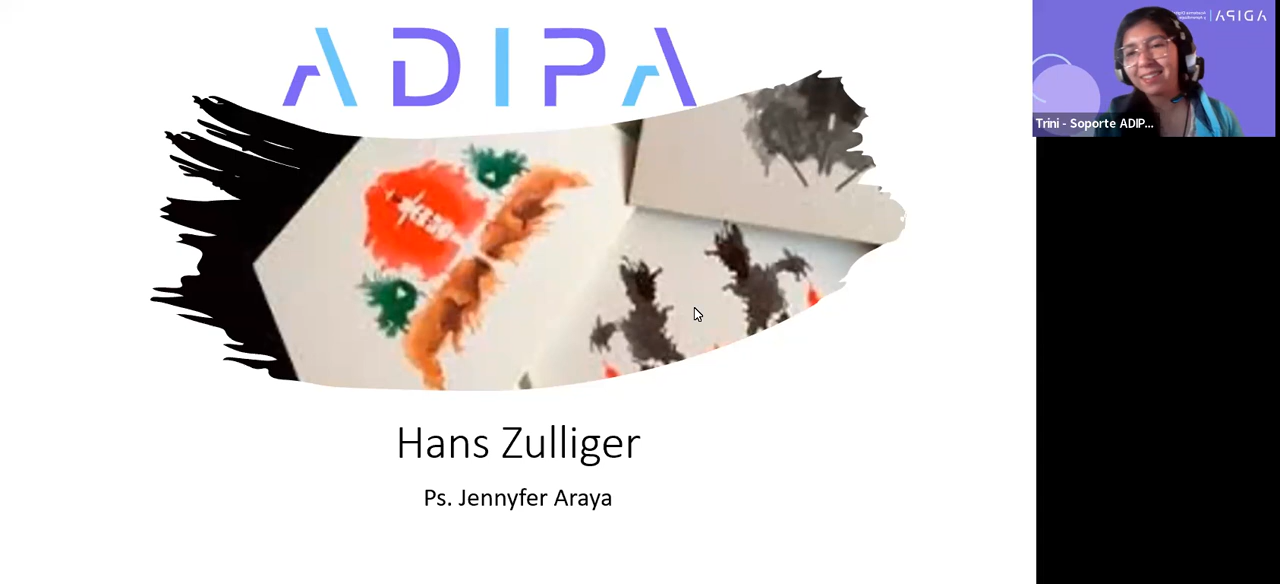 ADIPA
Hans Zulliger
Ps. Jennyfer Araya
ADIPA
Trini - Soporte ADIP...